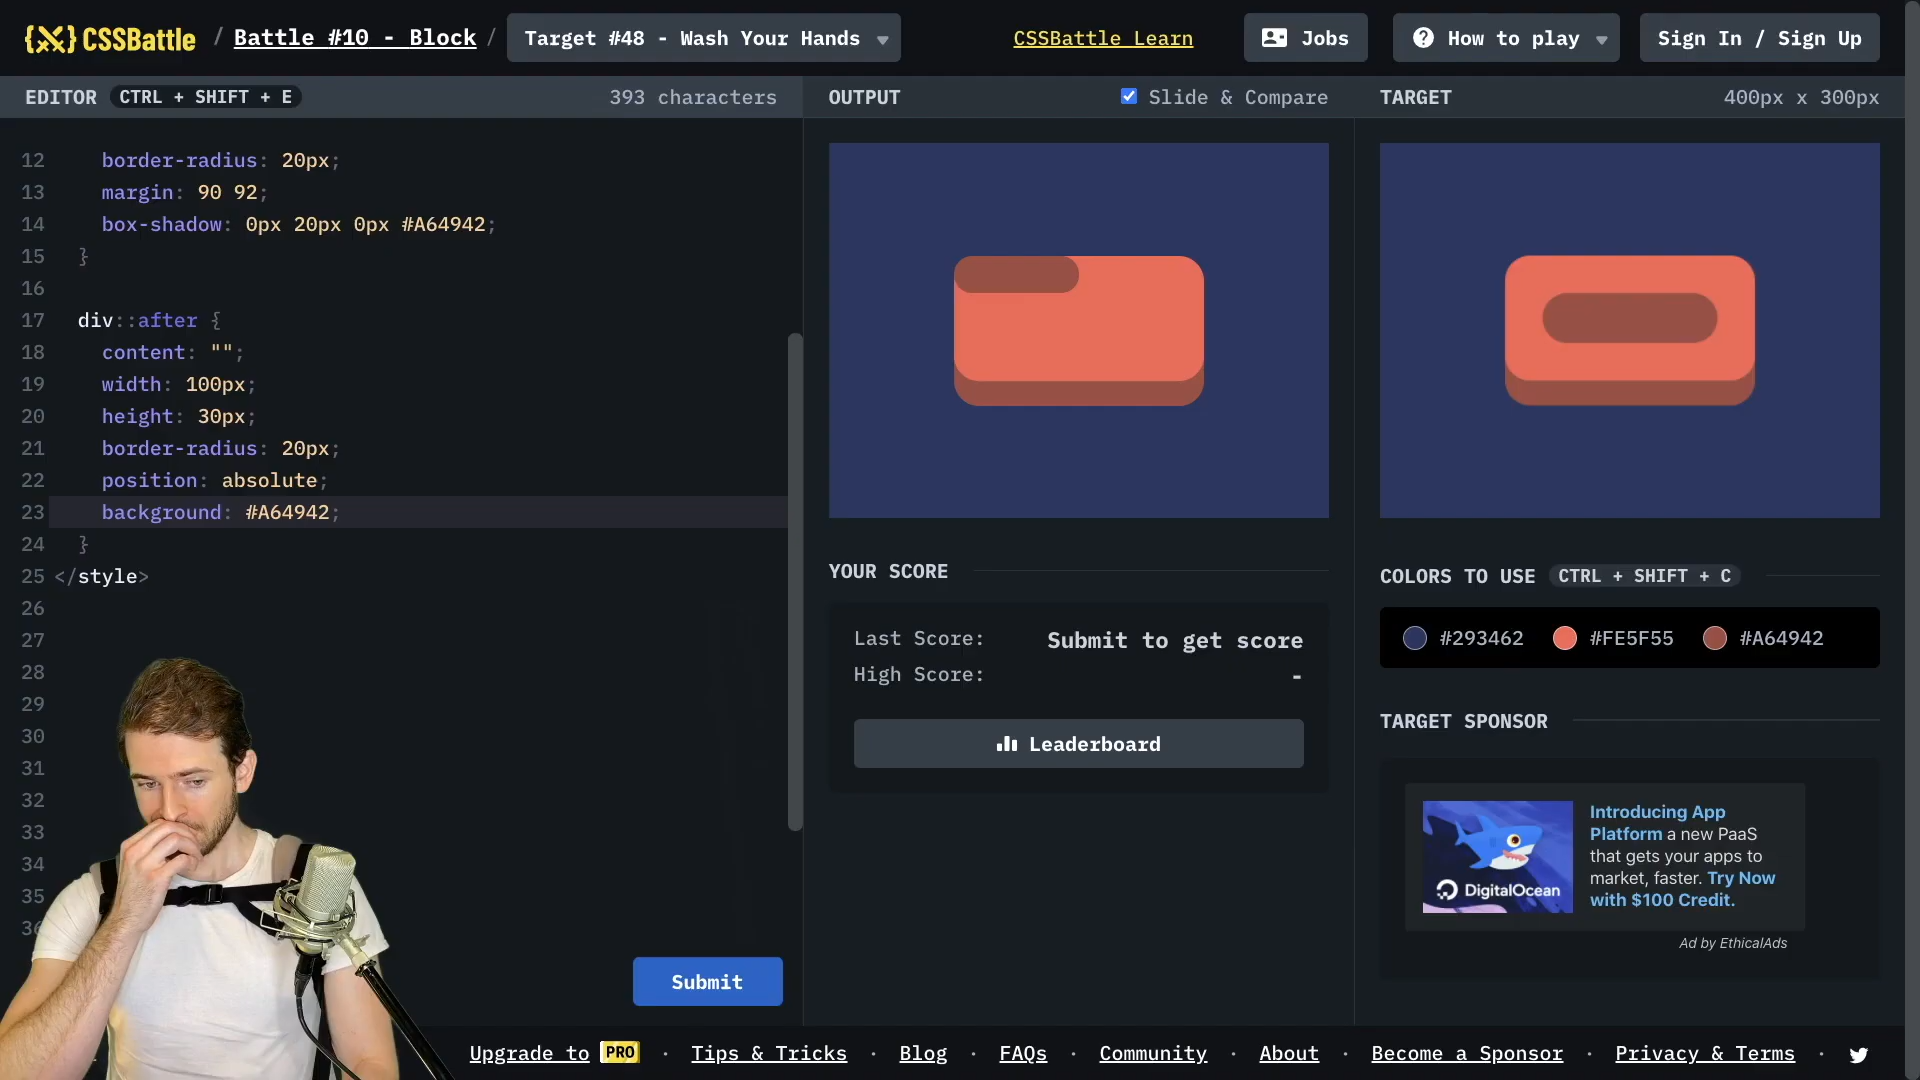 CSSBattle / Battle #10 - Block / Target #48 - Wash Your Hands
CSSBattle Learn
Jobs
How to play
Sign In / Sign Up
EDITOR CTRL + SHIFT + E
393 characters
OUTPUT
Slide & Compare
TARGET
400px x 300px
12 border-radius: 20px;
13 margin: 90 92;
14 box-shadow: 0px 20px 0px #A64942;
15 }
16
17 div::after {
18 content: "";
19 width: 100px;
20 height: 30px;
21 border-radius: 20px;
22 position: absolute;
23 background: #A64942;
24 }
25 </style>
26
27
28
29
30
31
32
33
34
35
Submit
YOUR SCORE
Last Score: Submit to get score
High Score: -
Leaderboard
COLORS TO USE CTRL + SHIFT + C
#293462 #FE5F55 #A64942
TARGET SPONSOR
DigitalOcean
Introducing App
Platform a new PaaS
that gets your apps to
market, faster. Try Now
with $100 Credit.
Ad by EthicalAds
Upgrade to PRO · Tips & Tricks · Blog · FAQs · Community · About · Become a Sponsor · Privacy & Terms ·